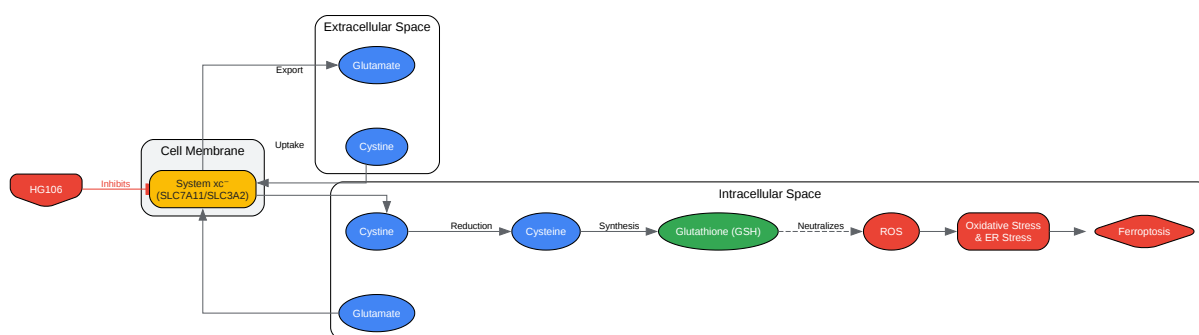 Extracellular Space
Glutamate
Export
Cystine
Uptake
Cell Membrane
HG106
Inhibits
System xc⁻
(SLC7A11/SLC3A2)
Intracellular Space
Cystine
Reduction
Cysteine
Synthesis
Glutathione (GSH)
Neutralizes
ROS
Oxidative Stress
& ER Stress
Ferroptosis
Glutamate